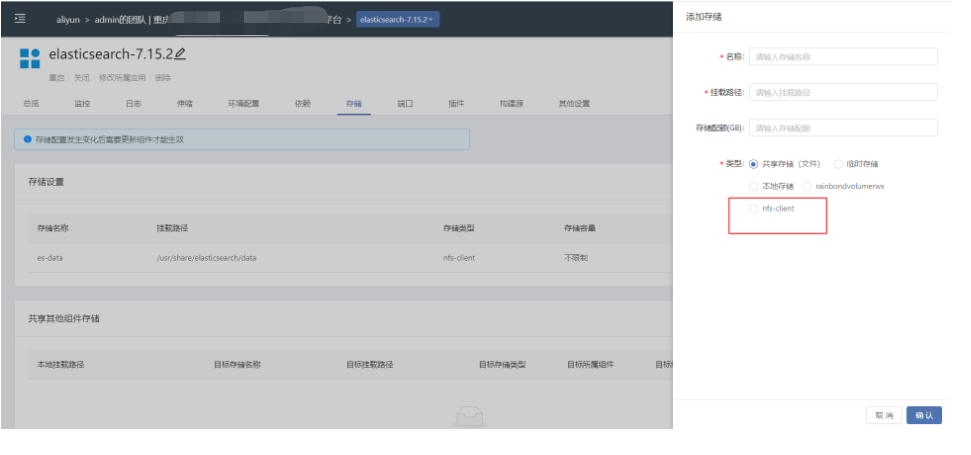 aliyun > admin的团队 | 重庆 平台 > elasticsearch-7.15.2
elasticsearch-7.15.2
重启 关闭 修改所属应用 删除
总览 监控 日志 伸缩 环境配置 依赖 存储 端口 插件 构建源 其他设置
存储配置发生变化后需要更新组件才能生效
存储设置
存储名称 挂载路径 存储类型 存储容量
es-data /usr/share/elasticsearch/data nfs-client 不限制
共享其他组件存储
本地挂载路径 目标存储名称 目标挂载路径 目标存储类型 目标所属组件 目标
添加存储
* 名称: 请输入存储名称
* 挂载路径: 请输入挂载路径
存储配额(GB): 请输入存储配额
* 类型: 共享存储 (文件) 临时存储
本地存储 rainbondvolumerwx
nfs-client
取 消 确 认